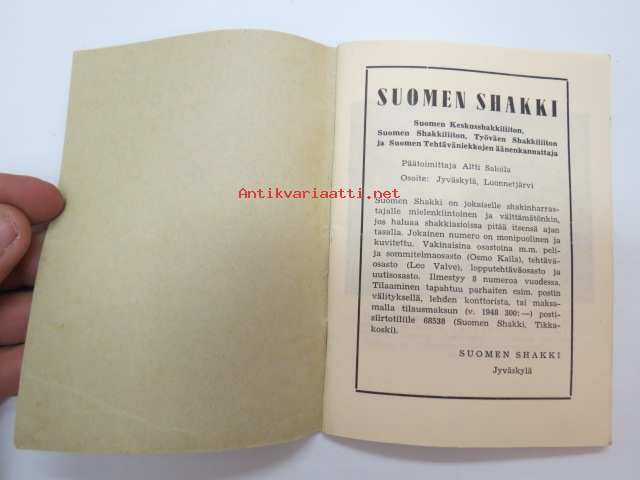 SUOMEN SHAKKI
Suomen Keskusshakkiliiton,
Suomen Shakkiliiton, Työväen Shakkiliiton
ja Suomen Tehtäväniekkojen äänenkannattaja
Päätoimittaja Altti Salsila
Osoite: Jyväskylä, Luonnetjärvi
Antikvariaatti.net
Suomen Shakki on jokaiselle shakinharras-
tajalle mielenkiintoinen ja välttämätönkin,
jos haluaa shakkiasioissa pitää itsensä ajan
tasalla. Jokainen numero on monipuolinen ja
kuvitettu. Vakinaisina osastoina m.m. peli-
ja sommitelmaosasto (Osmo Kaila), tehtävä-
osasto (Leo Valve), lopputehtäväosasto ja
uutisosasto. Ilmestyy 8 numeroa vuodessa.
Tilaaminen tapahtuu parhaiten esim. postin
välityksellä, lehden konttorista, tai maksa-
malla tilausmaksun (v. 1948 300:—) posti-
siirtotilille 68538 (Suomen Shakki, Tikka-
koski).
SUOMEN SHAKKI
Jyväskylä